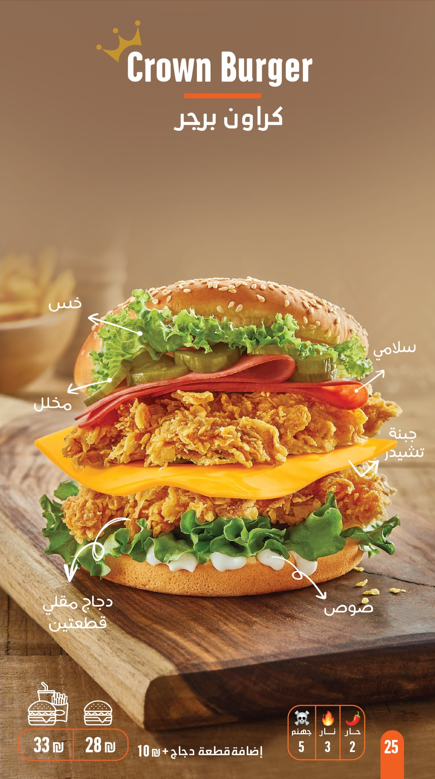 Crown Burger
كراون برجر
خس
سلامي
مخلل
جبنة
تشيدر
دجاج مقلي
قطعتين
صوص
33 ₪
28 ₪
إضافة قطعة دجاج + ₪ 10
حار
نار
جهنم
2
3
5
25